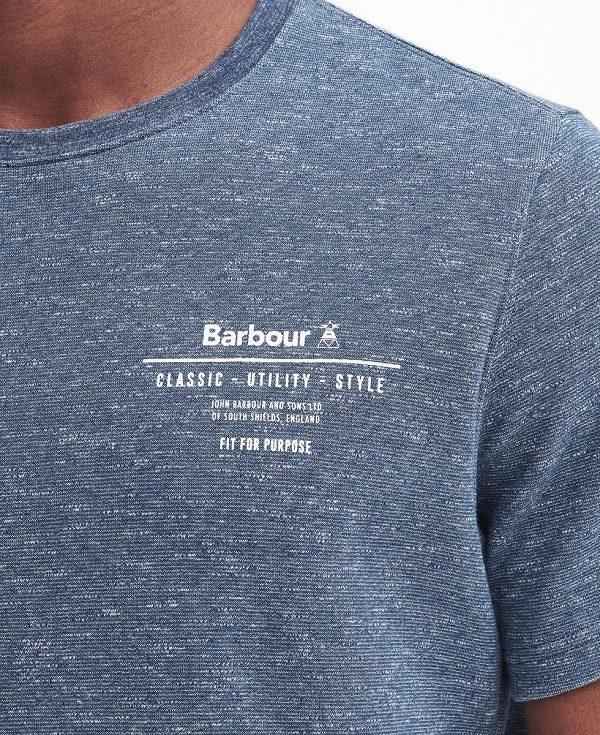 Barbour
CLASSIC - UTILITY - STYLE
JOHN BARBOUR AND SONS LTD
OF SOUTH SHIELDS, ENGLAND
FIT FOR PURPOSE